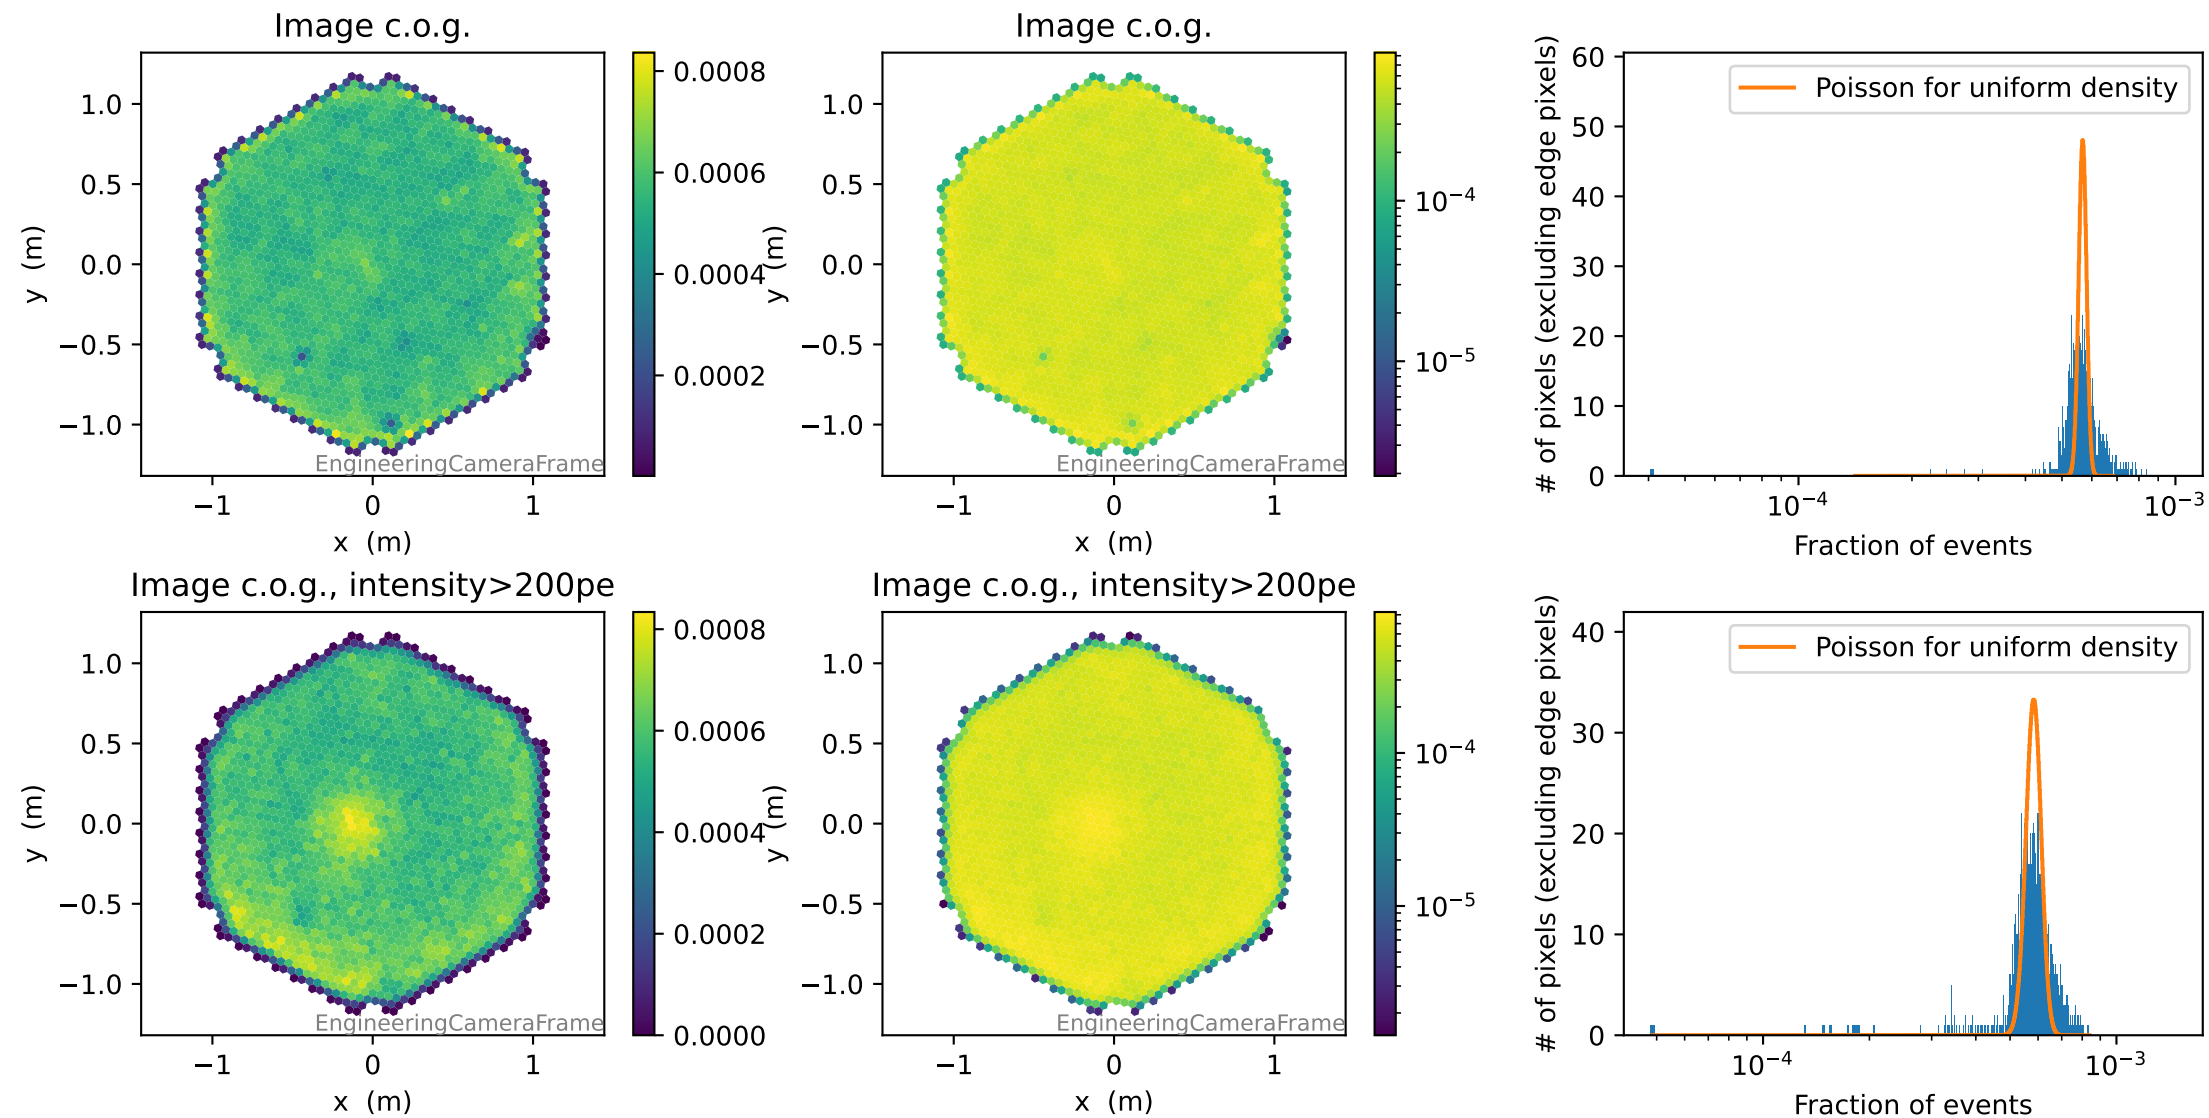 Image c.o.g.
1.0
0.5
0.0
−0.5
−1.0
y (m)
EngineeringCameraFrame
−1
0
1
x (m)
0.0008
0.0006
0.0004
0.0002
Image c.o.g.
1.0
0.5
0.0
−0.5
−1.0
y (m)
EngineeringCameraFrame
−1
0
1
x (m)
10⁻⁴
10⁻⁵
60
50
40
30
20
10
0
# of pixels (excluding edge pixels)
Poisson for uniform density
10⁻⁴
10⁻³
Fraction of events
Image c.o.g., intensity>200pe
1.0
0.5
0.0
−0.5
−1.0
y (m)
EngineeringCameraFrame
−1
0
1
x (m)
0.0008
0.0006
0.0004
0.0002
0.0000
Image c.o.g., intensity>200pe
1.0
0.5
0.0
−0.5
−1.0
y (m)
EngineeringCameraFrame
−1
0
1
x (m)
10⁻⁴
10⁻⁵
40
30
20
10
0
# of pixels (excluding edge pixels)
Poisson for uniform density
10⁻⁴
10⁻³
Fraction of events